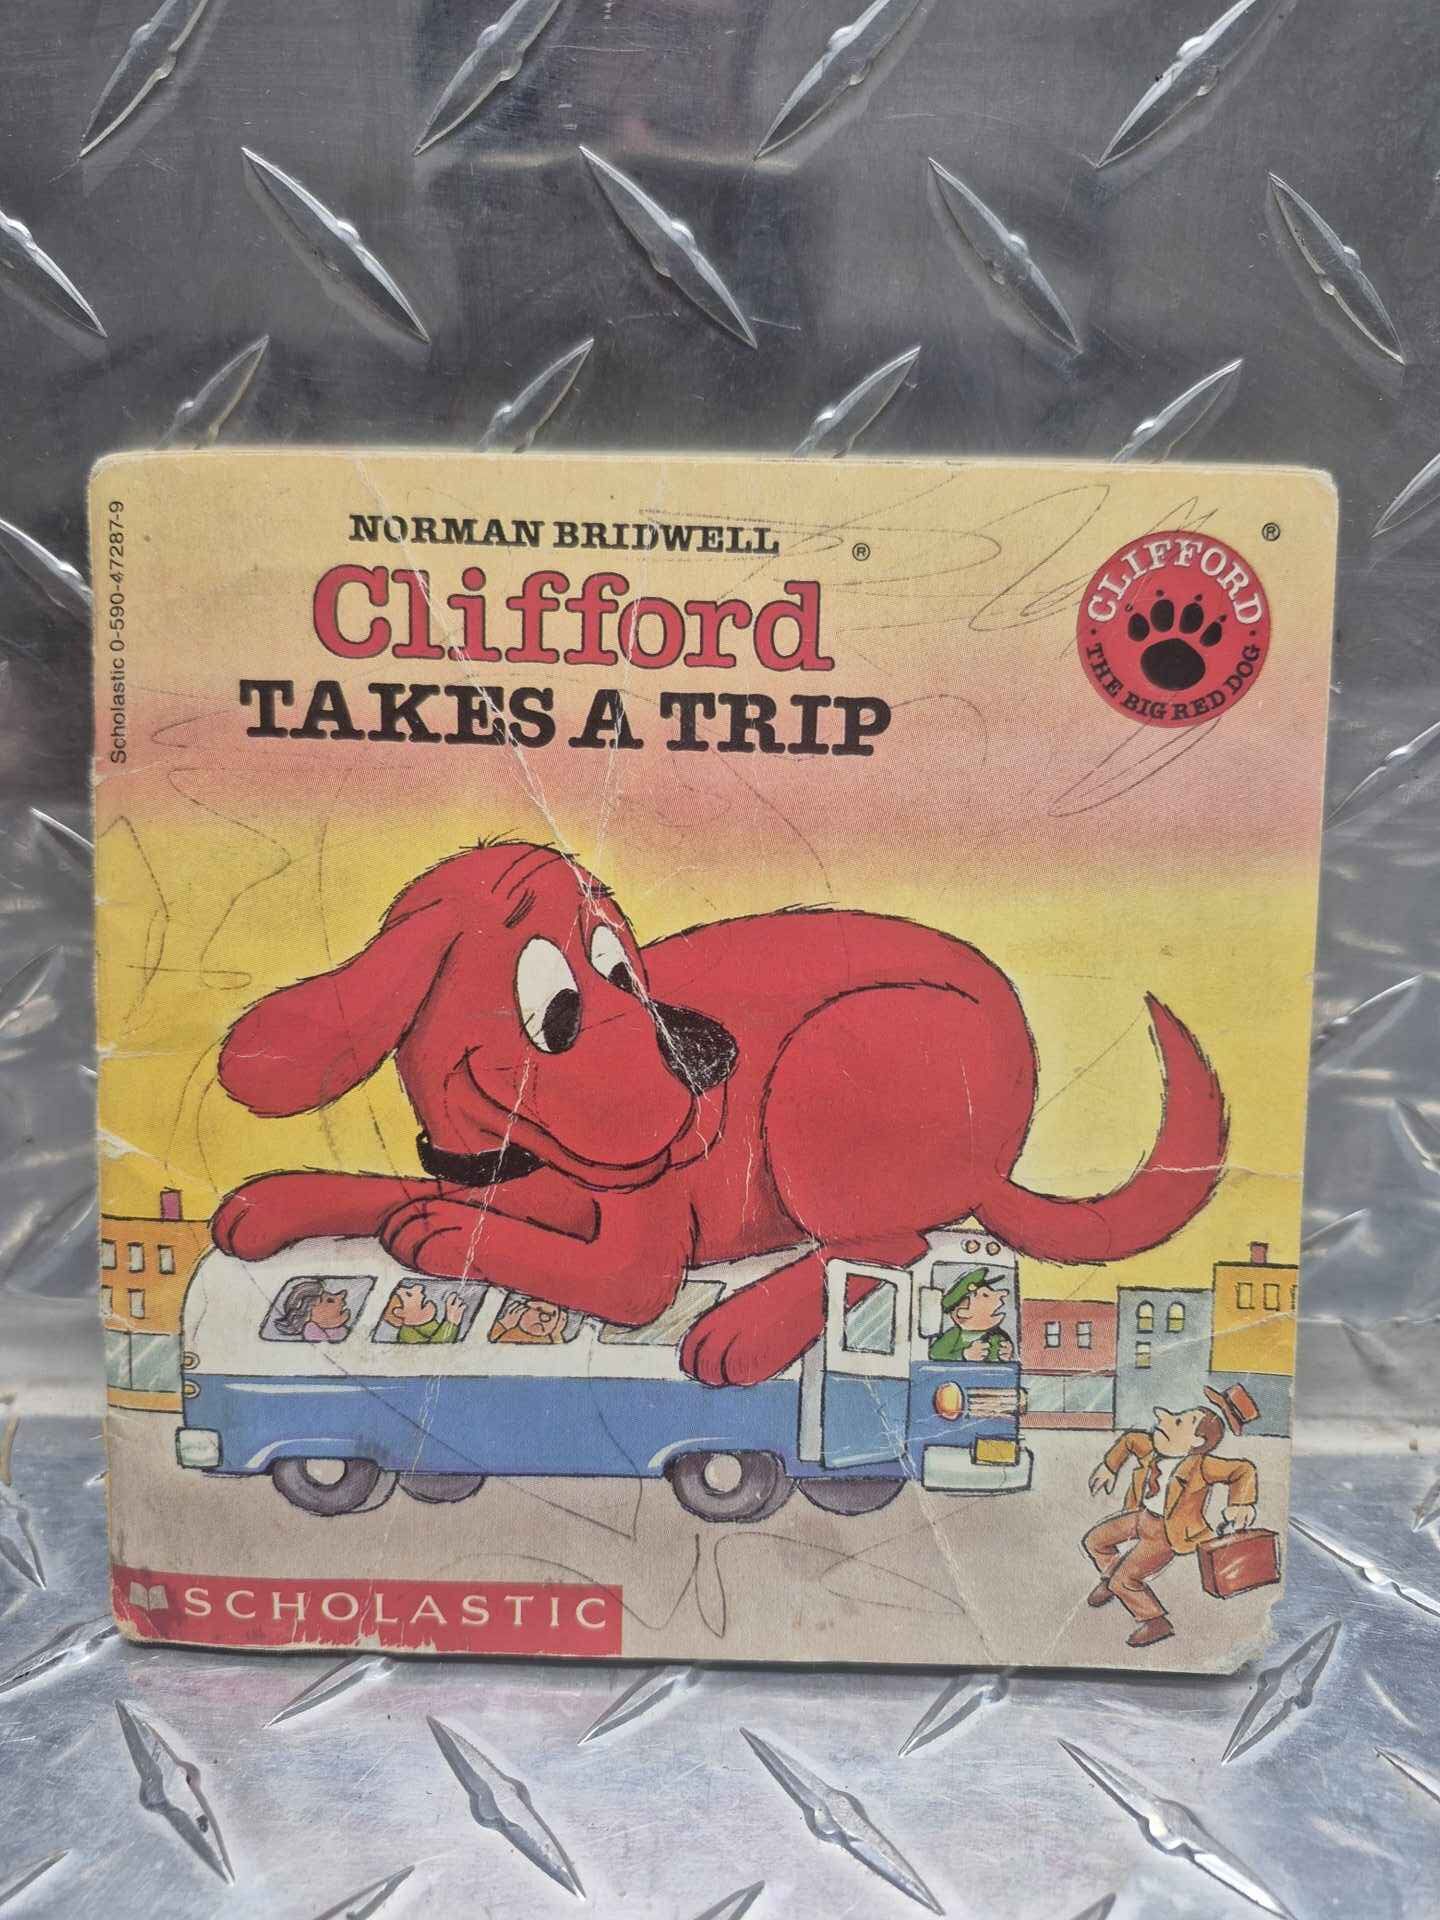 Scholastic 0-590-47287-9
NORMAN BRIDWELL
®
Clifford
TAKES A TRIP
®
CLIFFORD
· THE BIG RED DOG ·
SCHOLASTIC